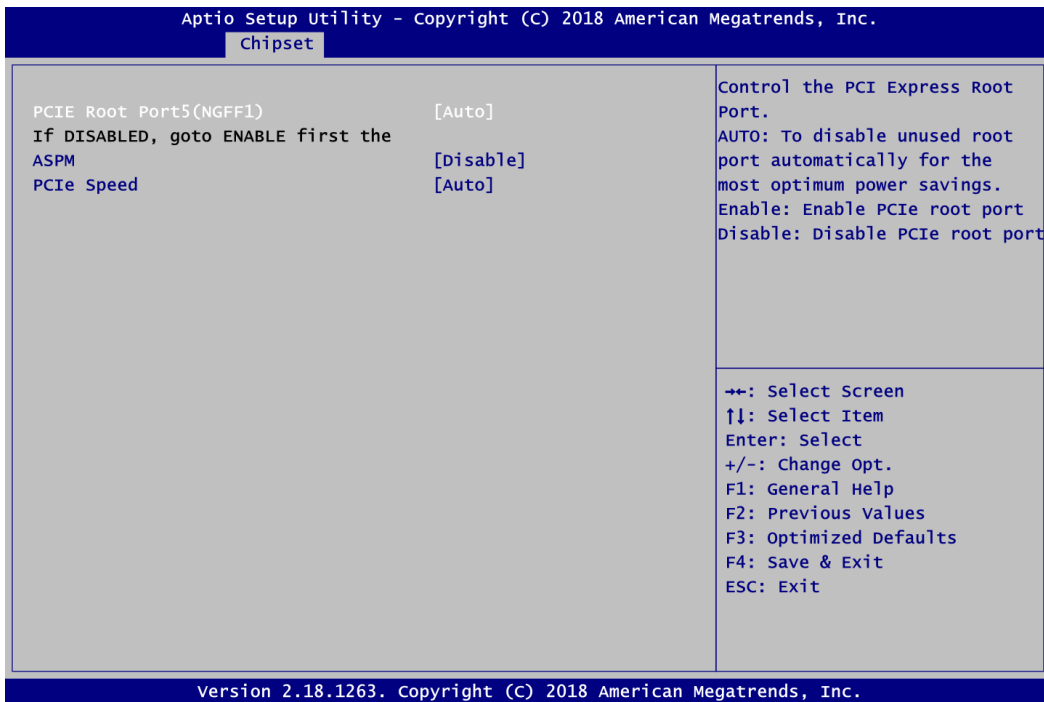 Aptio Setup Utility - Copyright (C) 2018 American Megatrends, Inc.
Chipset
PCIE Root Port5(NGFF1) [Auto]
If DISABLED, goto ENABLE first the
ASPM [Disable]
PCIe Speed [Auto]
Control the PCI Express Root
Port.
AUTO: To disable unused root
port automatically for the
most optimum power savings.
Enable: Enable PCIe root port
Disable: Disable PCIe root port
→←: Select Screen
↑↓: Select Item
Enter: Select
+/-: Change Opt.
F1: General Help
F2: Previous Values
F3: Optimized Defaults
F4: Save & Exit
ESC: Exit
Version 2.18.1263. Copyright (C) 2018 American Megatrends, Inc.